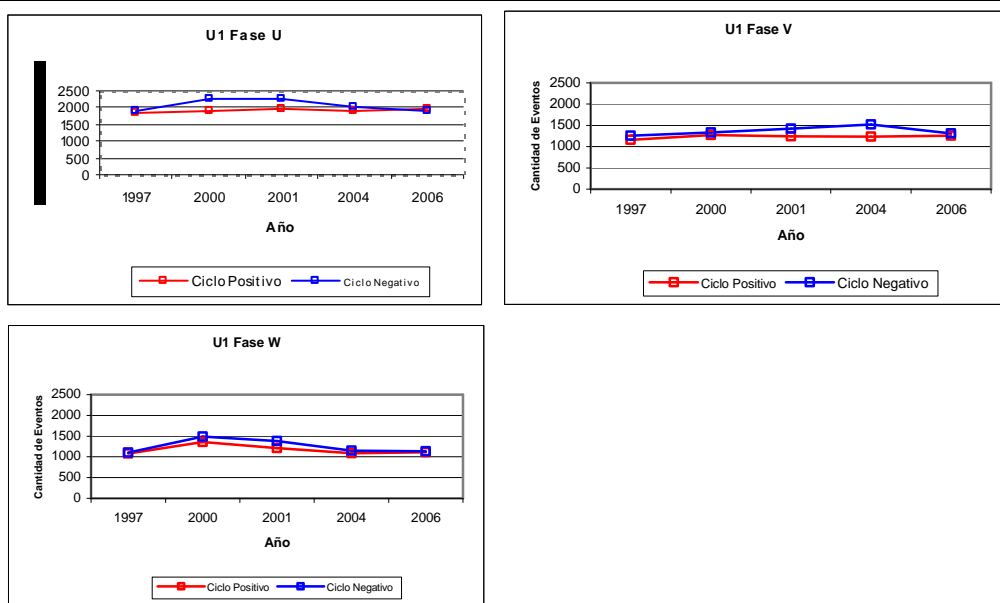 U1 Fase U
2500
2000
1500
1000
500
0
1997 2000 2001 2004 2006
Año
Ciclo Positivo Ciclo Negativo
U1 Fase V
Cantidad de Eventos
2500
2000
1500
1000
500
0
1997 2000 2001 2004 2006
Año
Ciclo Positivo Ciclo Negativo
U1 Fase W
Cantidad de Eventos
2500
2000
1500
1000
500
0
1997 2000 2001 2004 2006
Año
Ciclo Positivo Ciclo Negativo